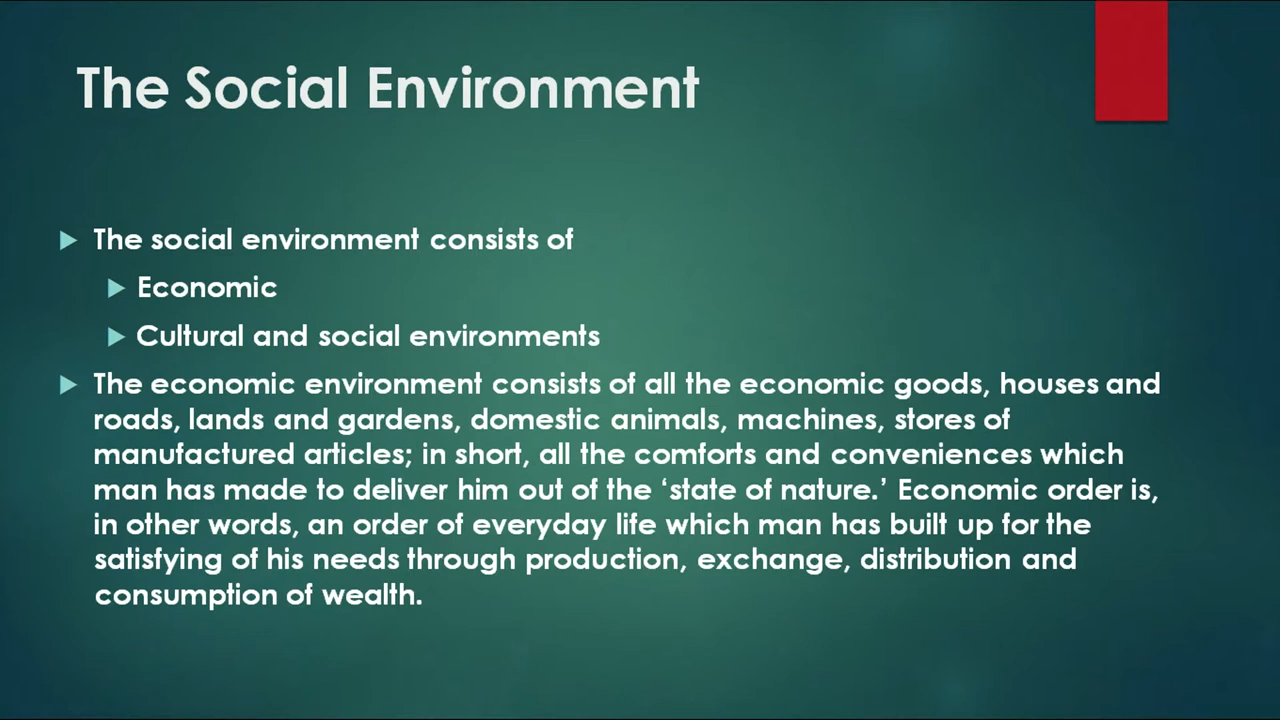 The Social Environment
The social environment consists of
Economic
Cultural and social environments
The economic environment consists of all the economic goods, houses and
roads, lands and gardens, domestic animals, machines, stores of
manufactured articles; in short, all the comforts and conveniences which
man has made to deliver him out of the ‘state of nature.’ Economic order is,
in other words, an order of everyday life which man has built up for the
satisfying of his needs through production, exchange, distribution and
consumption of wealth.